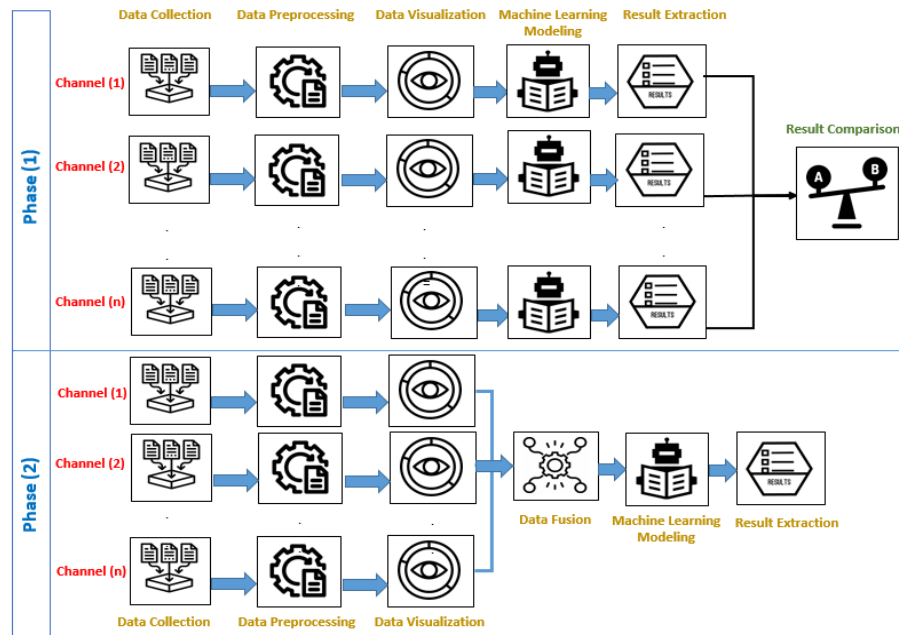 Data Collection
Data Preprocessing
Data Visualization
Machine Learning
Modeling
Result Extraction
Phase (1)
Channel (1)
RESULTS
Channel (2)
RESULTS
Result Comparison
A
B
Channel (n)
RESULTS
Phase (2)
Channel (1)
Channel (2)
RESULTS
Data Fusion
Machine Learning
Modeling
Result Extraction
Channel (n)
Data Collection
Data Preprocessing
Data Visualization